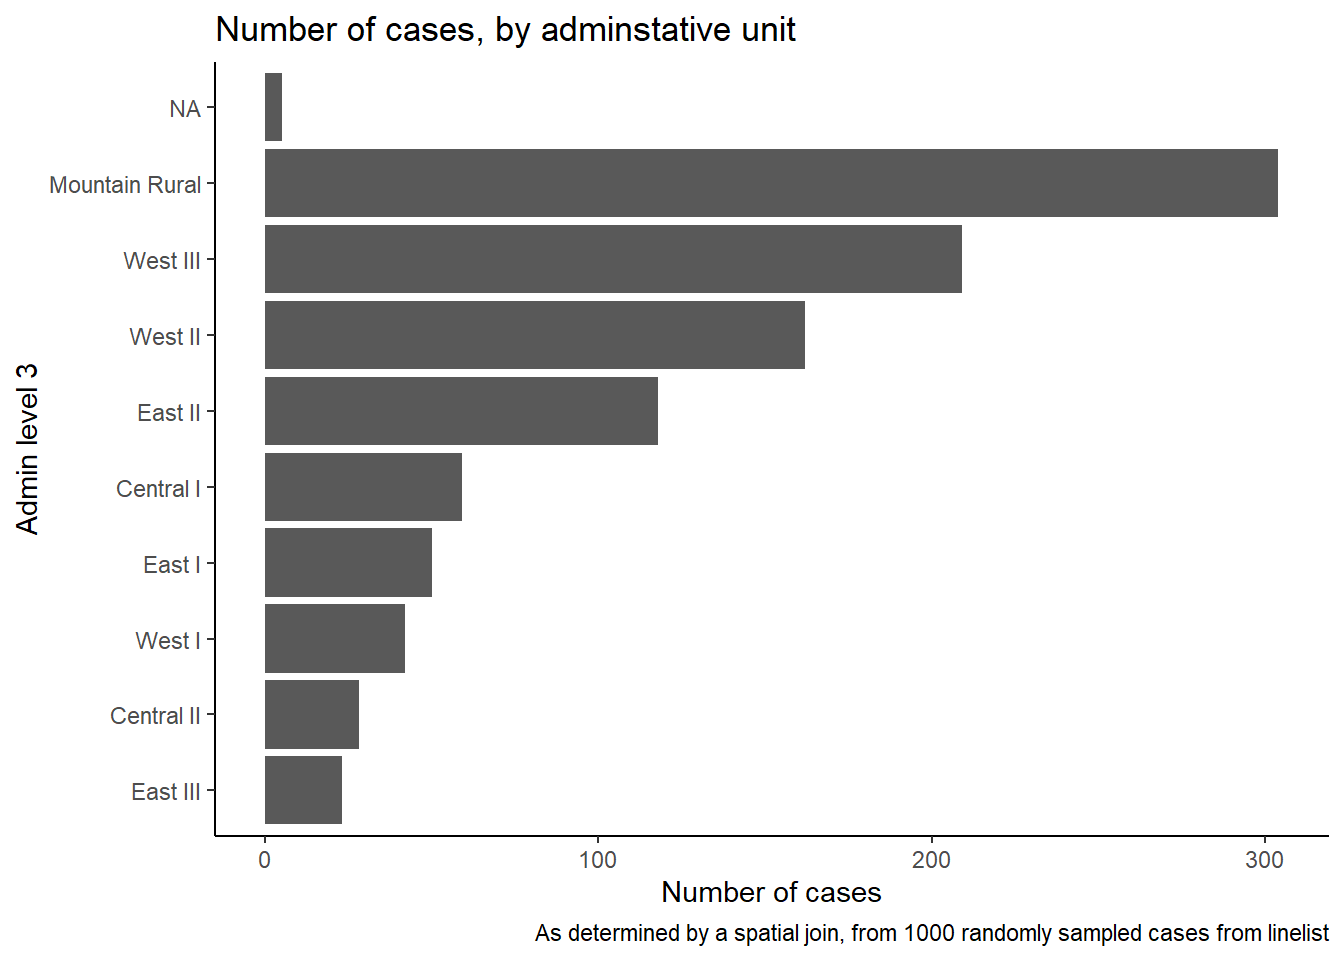 Number of cases, by adminstative unit
NA
Mountain Rural
West III
West II
East II
Central I
East I
West I
Central II
East III
Admin level 3
0 100 200 300
Number of cases
As determined by a spatial join, from 1000 randomly sampled cases from linelist